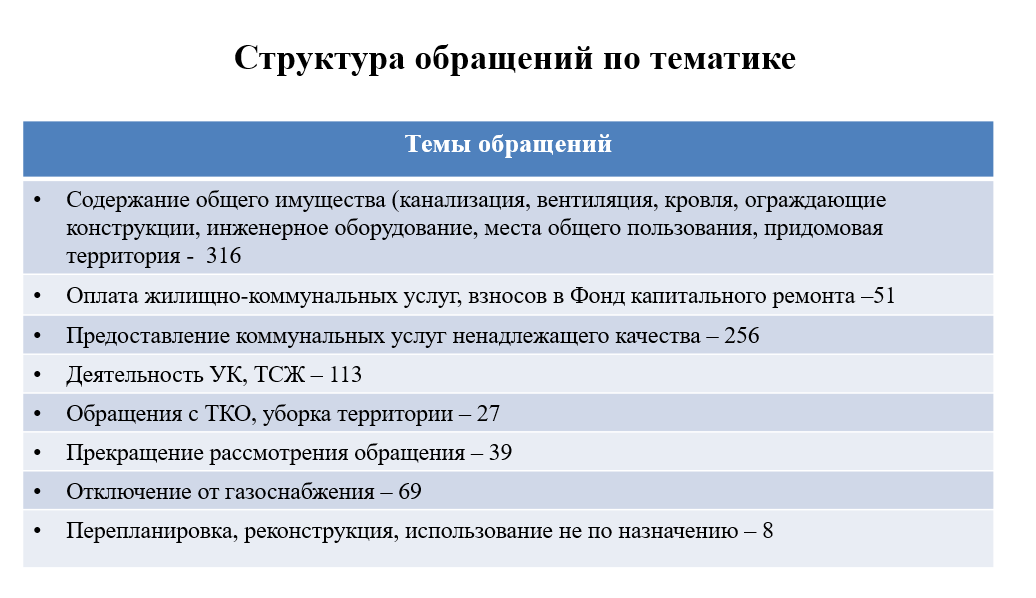 Структура обращений по тематике
Темы обращений
• Содержание общего имущества (канализация, вентиляция, кровля, ограждающие
конструкции, инженерное оборудование, места общего пользования, придомовая
территория - 316
• Оплата жилищно-коммунальных услуг, взносов в Фонд капитального ремонта –51
• Предоставление коммунальных услуг ненадлежащего качества – 256
• Деятельность УК, ТСЖ – 113
• Обращения с ТКО, уборка территории – 27
• Прекращение рассмотрения обращения – 39
• Отключение от газоснабжения – 69
• Перепланировка, реконструкция, использование не по назначению – 8